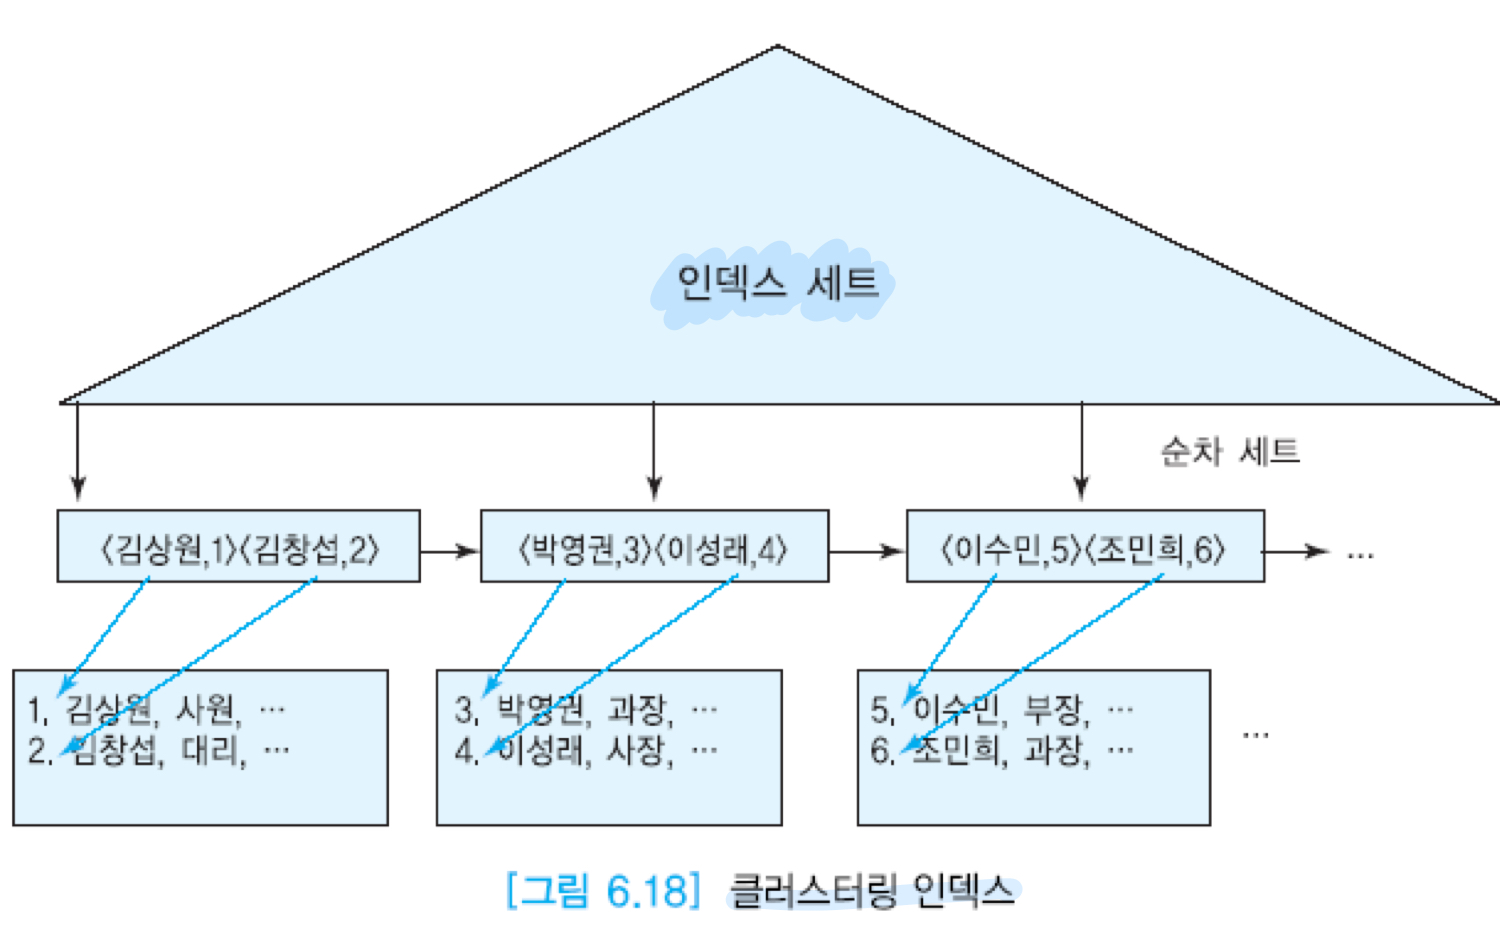 인덱스 세트
순차 세트
〈김상원,1〉〈김창섭,2〉
〈박영권,3〉〈이성래,4〉
〈이수민,5〉〈조민희,6〉
…
1. 김상원, 사원, …
2. 김창섭, 대리, …
3. 박영권, 과장, …
4. 이성래, 사장, …
5. 이수민, 부장, …
6. 조민희, 과장, …
…
[그림 6.18] 클러스터링 인덱스